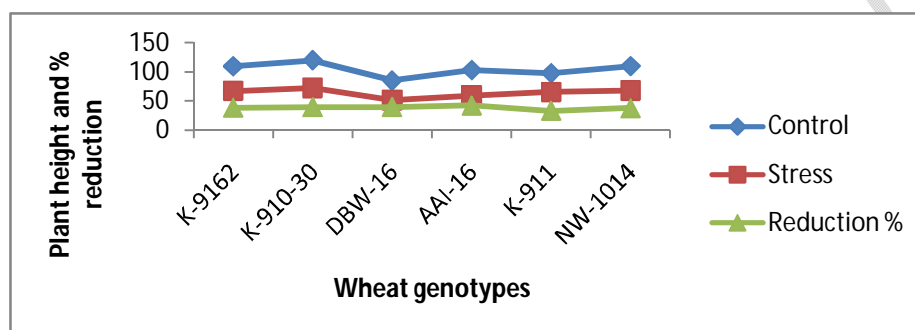 150
100
50
0
Plant height and %
reduction
K-9162
K-910-30
DBW-16
AAI-16
K-911
NW-1014
Wheat genotypes
Control
Stress
Reduction %